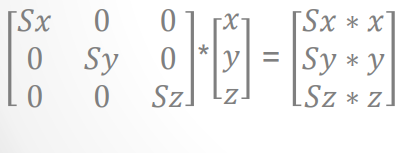 [Sx 0 0] [x] [Sx * x]
[0 Sy 0] * [y] = [Sy * y]
[0 0 Sz] [z] [Sz * z]